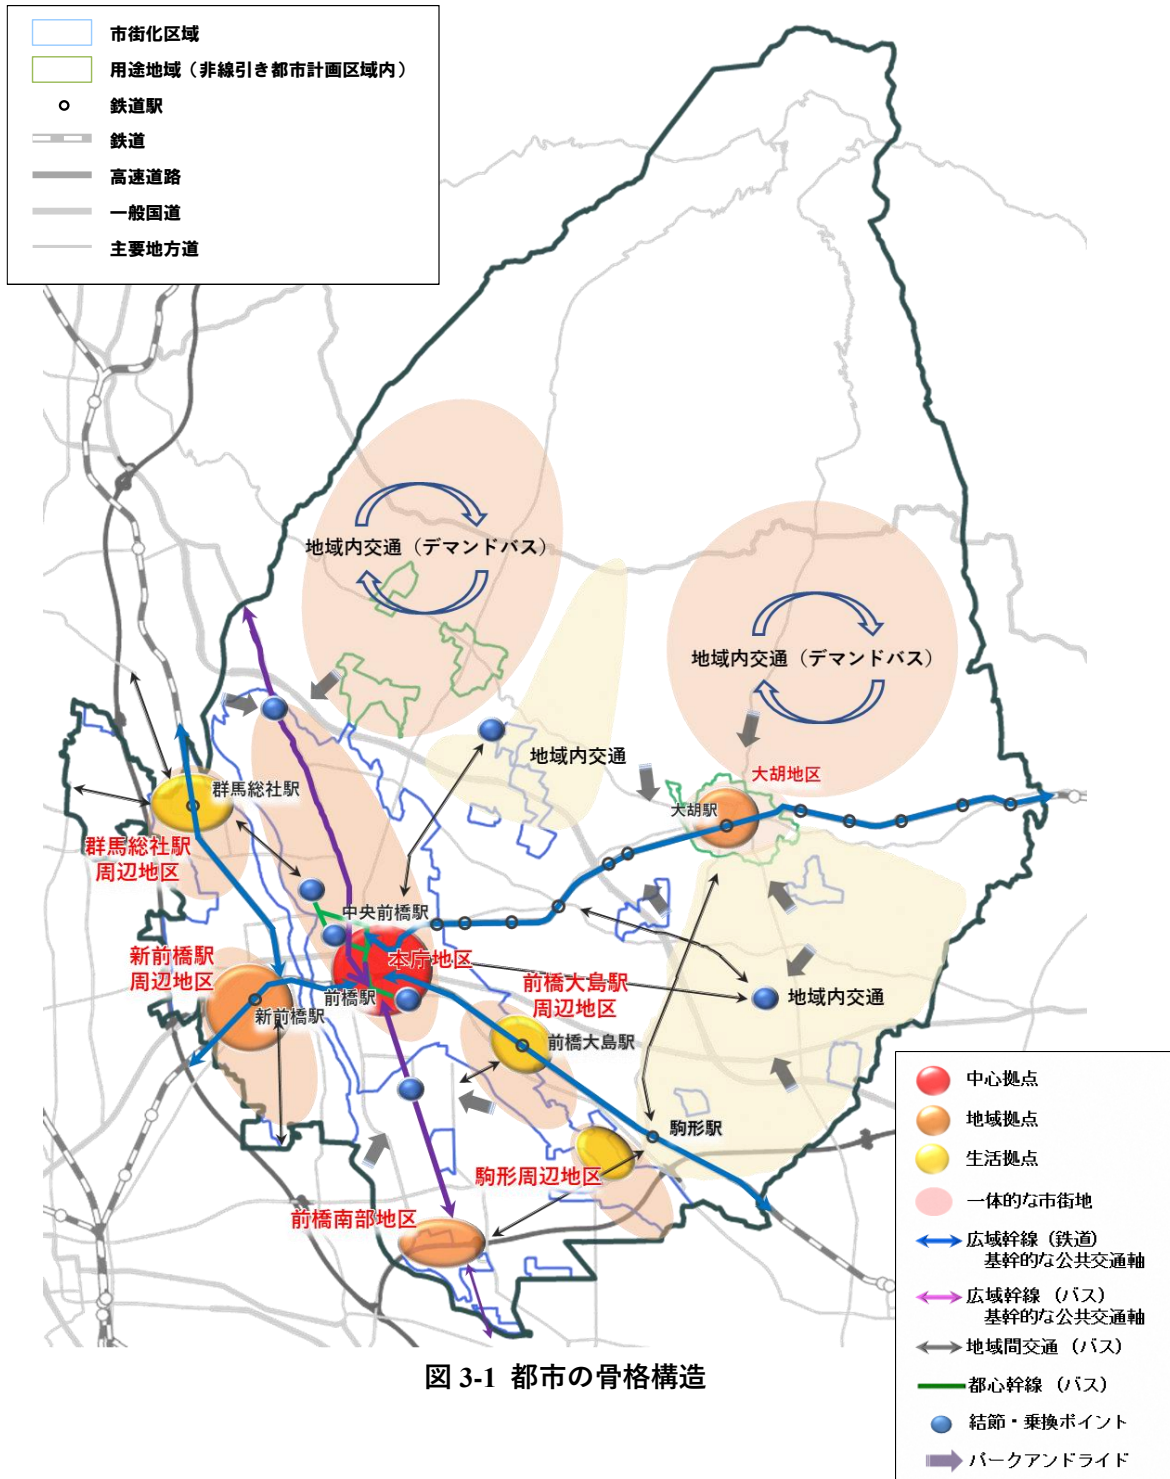 市街化区域
用途地域（非線引き都市計画区域内）
鉄道駅
鉄道
高速道路
一般国道
主要地方道
地域内交通（デマンドバス）
地域内交通（デマンドバス）
地域内交通
大胡地区
大胡駅
群馬総社駅
群馬総社駅
周辺地区
中央前橋駅
本庁地区
新前橋駅
周辺地区
前橋駅
新前橋駅
前橋大島駅
周辺地区
前橋大島駅
地域内交通
駒形駅
駒形周辺地区
前橋南部地区
中心拠点
地域拠点
生活拠点
一体的な市街地
広域幹線（鉄道）
基幹的な公共交通軸
広域幹線（バス）
基幹的な公共交通軸
地域間交通（バス）
都心幹線（バス）
結節・乗換ポイント
パークアンドライド
図 3-1 都市の骨格構造